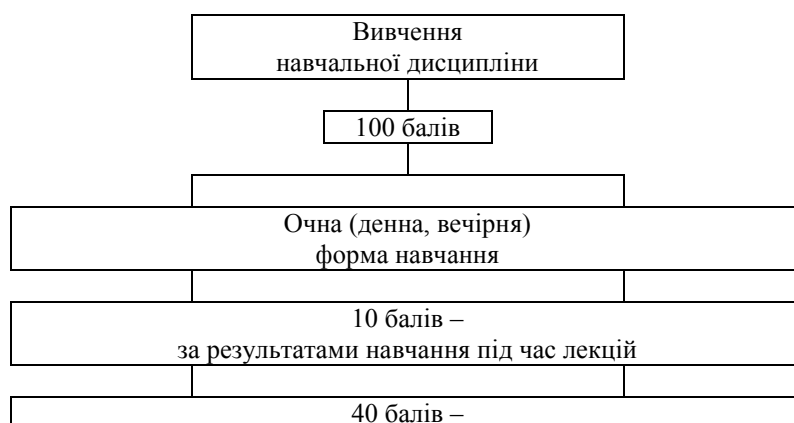 Вивчення
навчальної дисципліни
100 балів
Очна (денна, вечірня)
форма навчання
10 балів –
за результатами навчання під час лекцій
40 балів –